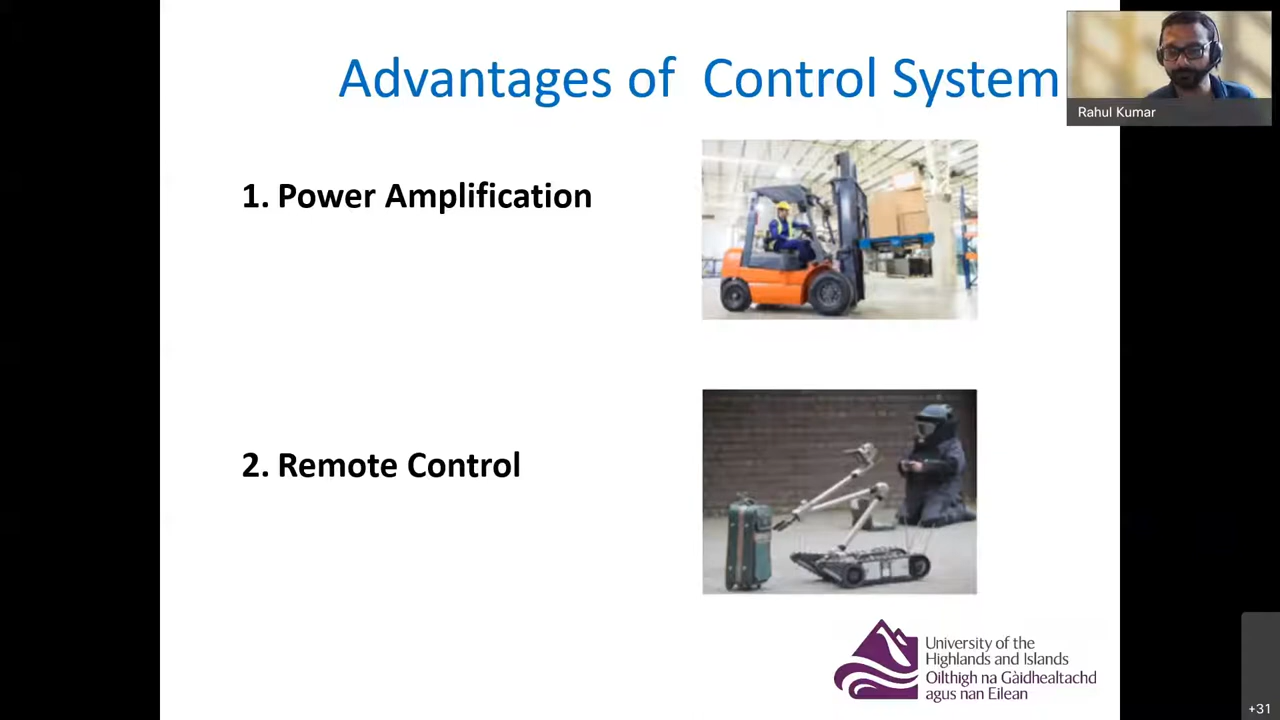 Advantages of Control System
Rahul Kumar
1. Power Amplification
2. Remote Control
University of the
Highlands and Islands
Oilthigh na Gàidhealtachd
agus nan Eilean
+31